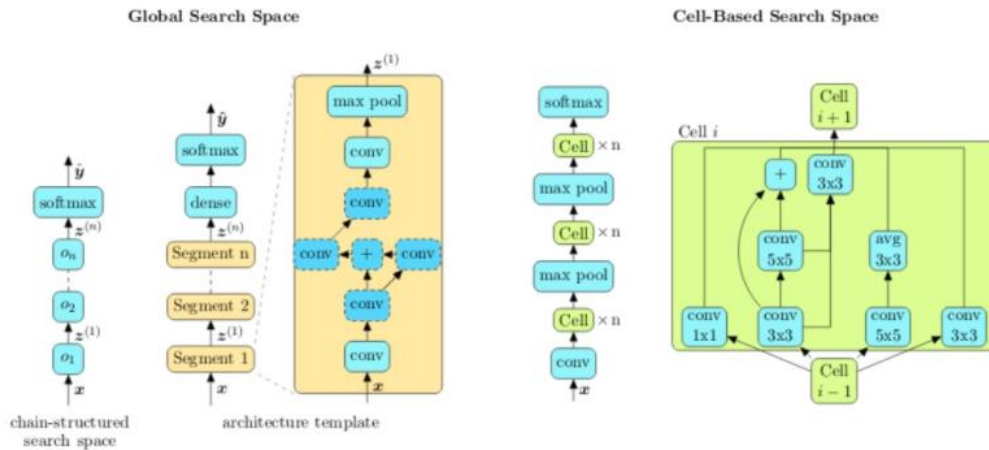 Global Search Space
Cell-Based Search Space
ŷ
softmax
z^(n)
o_n
o_2
z^(1)
o_1
x
chain-structured
search space
ŷ
softmax
dense
z^(n)
Segment n
Segment 2
z^(1)
Segment 1
x
z^(1)
max pool
conv
conv
conv + conv
conv
conv
x
architecture template
softmax
Cell × n
max pool
Cell × n
max pool
Cell × n
conv
x
Cell
i + 1
Cell i
+
conv
3x3
conv
5x5
avg
3x3
conv
1x1
conv
3x3
conv
5x5
conv
3x3
Cell
i − 1